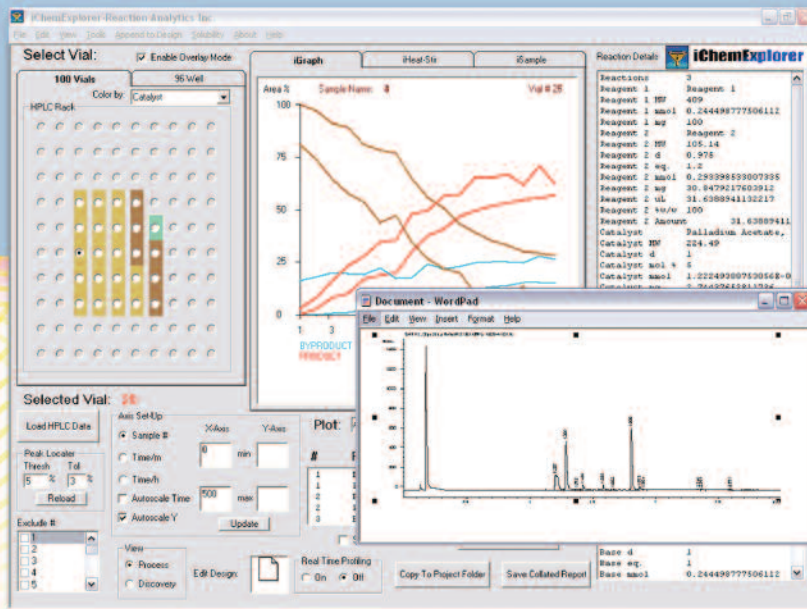 iChemExplorer-Reaction Analytics Inc
File Edit View Tools Append to Design Solubility About Help
Select Vial:
Enable Overlay Mode
100 Vials
96 Well
Color by:
Catalyst
HPLC Rack
iGraph
iHeat-Stir
iSample
Area %
Sample Name:
Vial #
100
75
50
25
0
1
3
BYPRODUCT
PRODUCT
Reaction Details
iChemExplorer
Reactions 3
Reagent 1 Reagent 1
Reagent 1 MW 409
Reagent 1 mmol 0.244498777506112
Reagent 1 mg 100
Reagent 2 Reagent 2
Reagent 2 MW 105.14
Reagent 2 d 0.975
Reagent 2 eq. 1.2
Reagent 2 mmol 0.293398533007335
Reagent 2 mg 30.8479217603912
Reagent 2 uL 31.6388941132217
Reagent 2 %w/w 100
Reagent 2 Amount 31.63889411
Catalyst Palladium Acetate,
Catalyst MW 224.49
Catalyst d 1
Catalyst mol % 5
Catalyst mmol
Document - WordPad
File Edit View Insert Format Help
Selected Vial:
Load HPLC Data
Peak Locater
Thresh Tol
5 % 3 %
Reload
Exclude #:
1
2
3
4
5
Axis Set-Up
Sample #
Time/m
Time/h
Autoscale Time
Autoscale Y
X-Axis
Y-Axis
0
min
500
max
Update
Plot:
#
1
1
2
2
3
View
Process
Discovery
Edit Design:
Real Time Profiling
On
Off
Copy To Project Folder
Save Collated Report
Base d 1
Base eq. 1
Base mmol 0.244498777506112